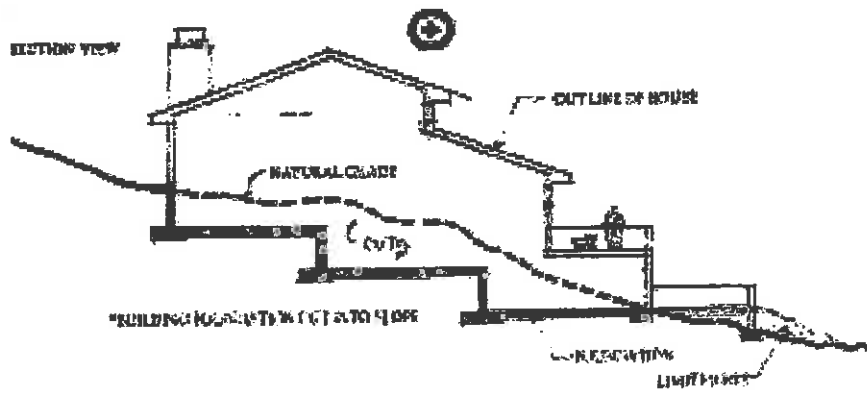 SECTION VIEW
OUTLINE OF HOUSE
NATURAL GRADE
(CUT)
*BUILDING FOUNDATION CUT INTO SLOPE